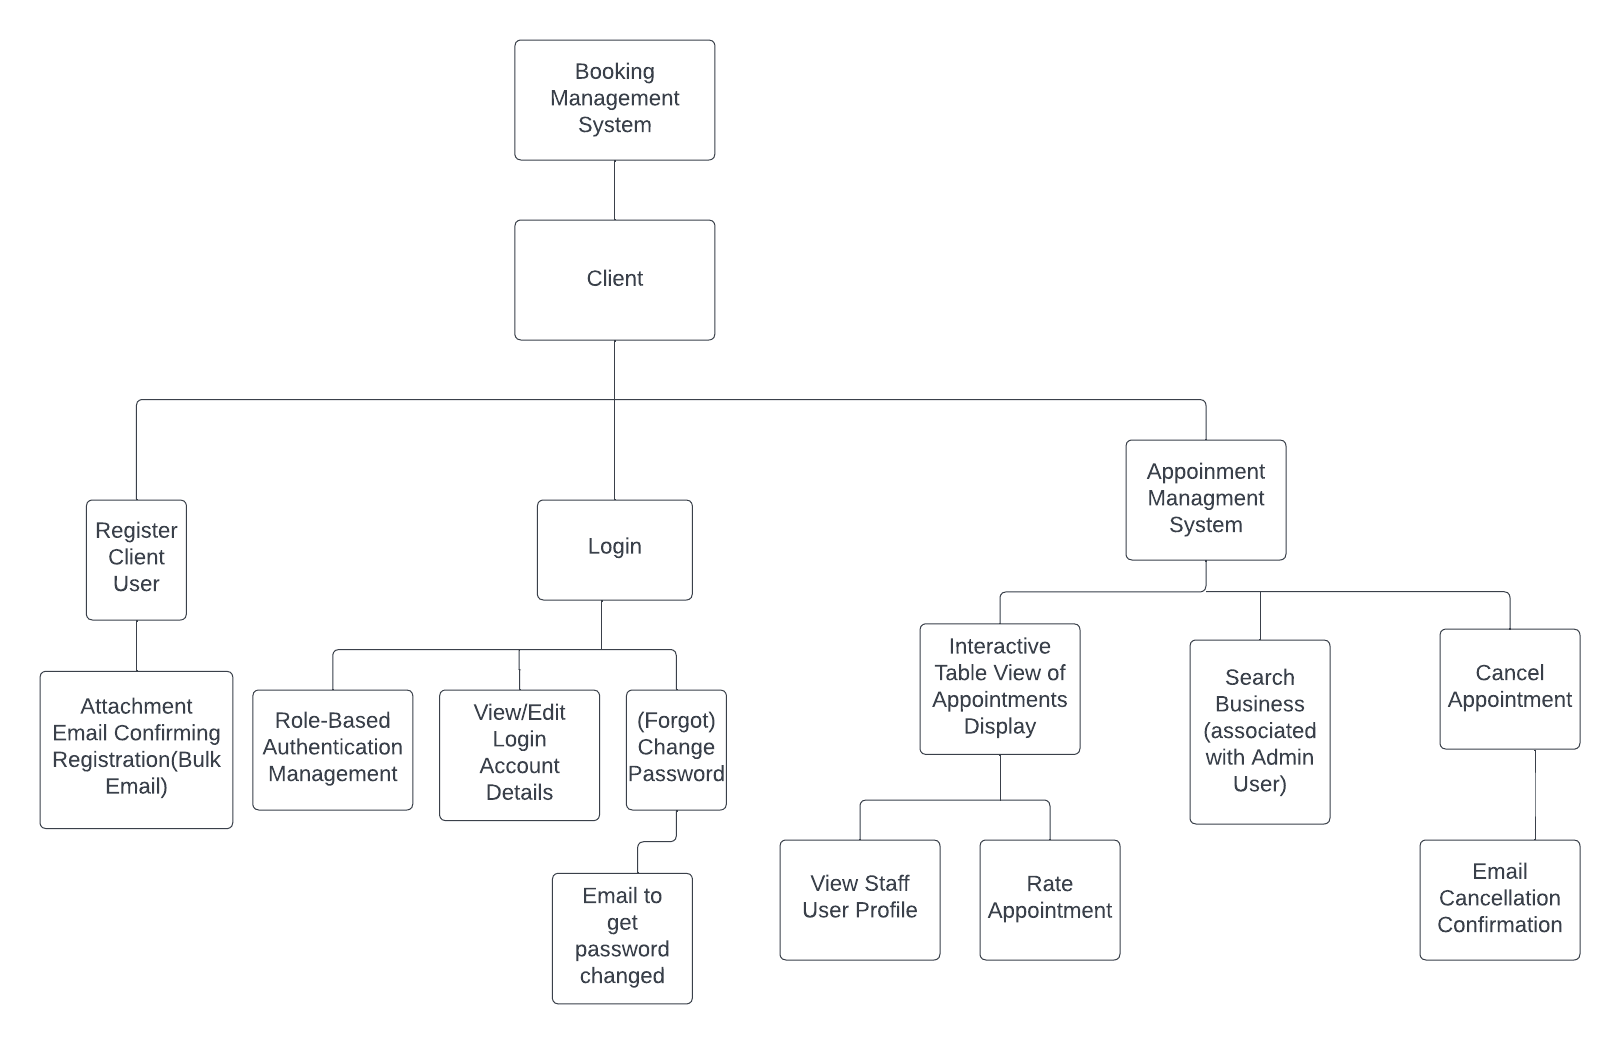 Booking
Management
System
Client
Register
Client
User
Login
Appoinment
Managment
System
Attachment
Email Confirming
Registration(Bulk
Email)
Role-Based
Authentication
Management
View/Edit
Login
Account
Details
(Forgot)
Change
Password
Interactive
Table View of
Appointments
Display
Search
Business
(associated
with Admin
User)
Cancel
Appointment
Email to
get
password
changed
View Staff
User Profile
Rate
Appointment
Email
Cancellation
Confirmation